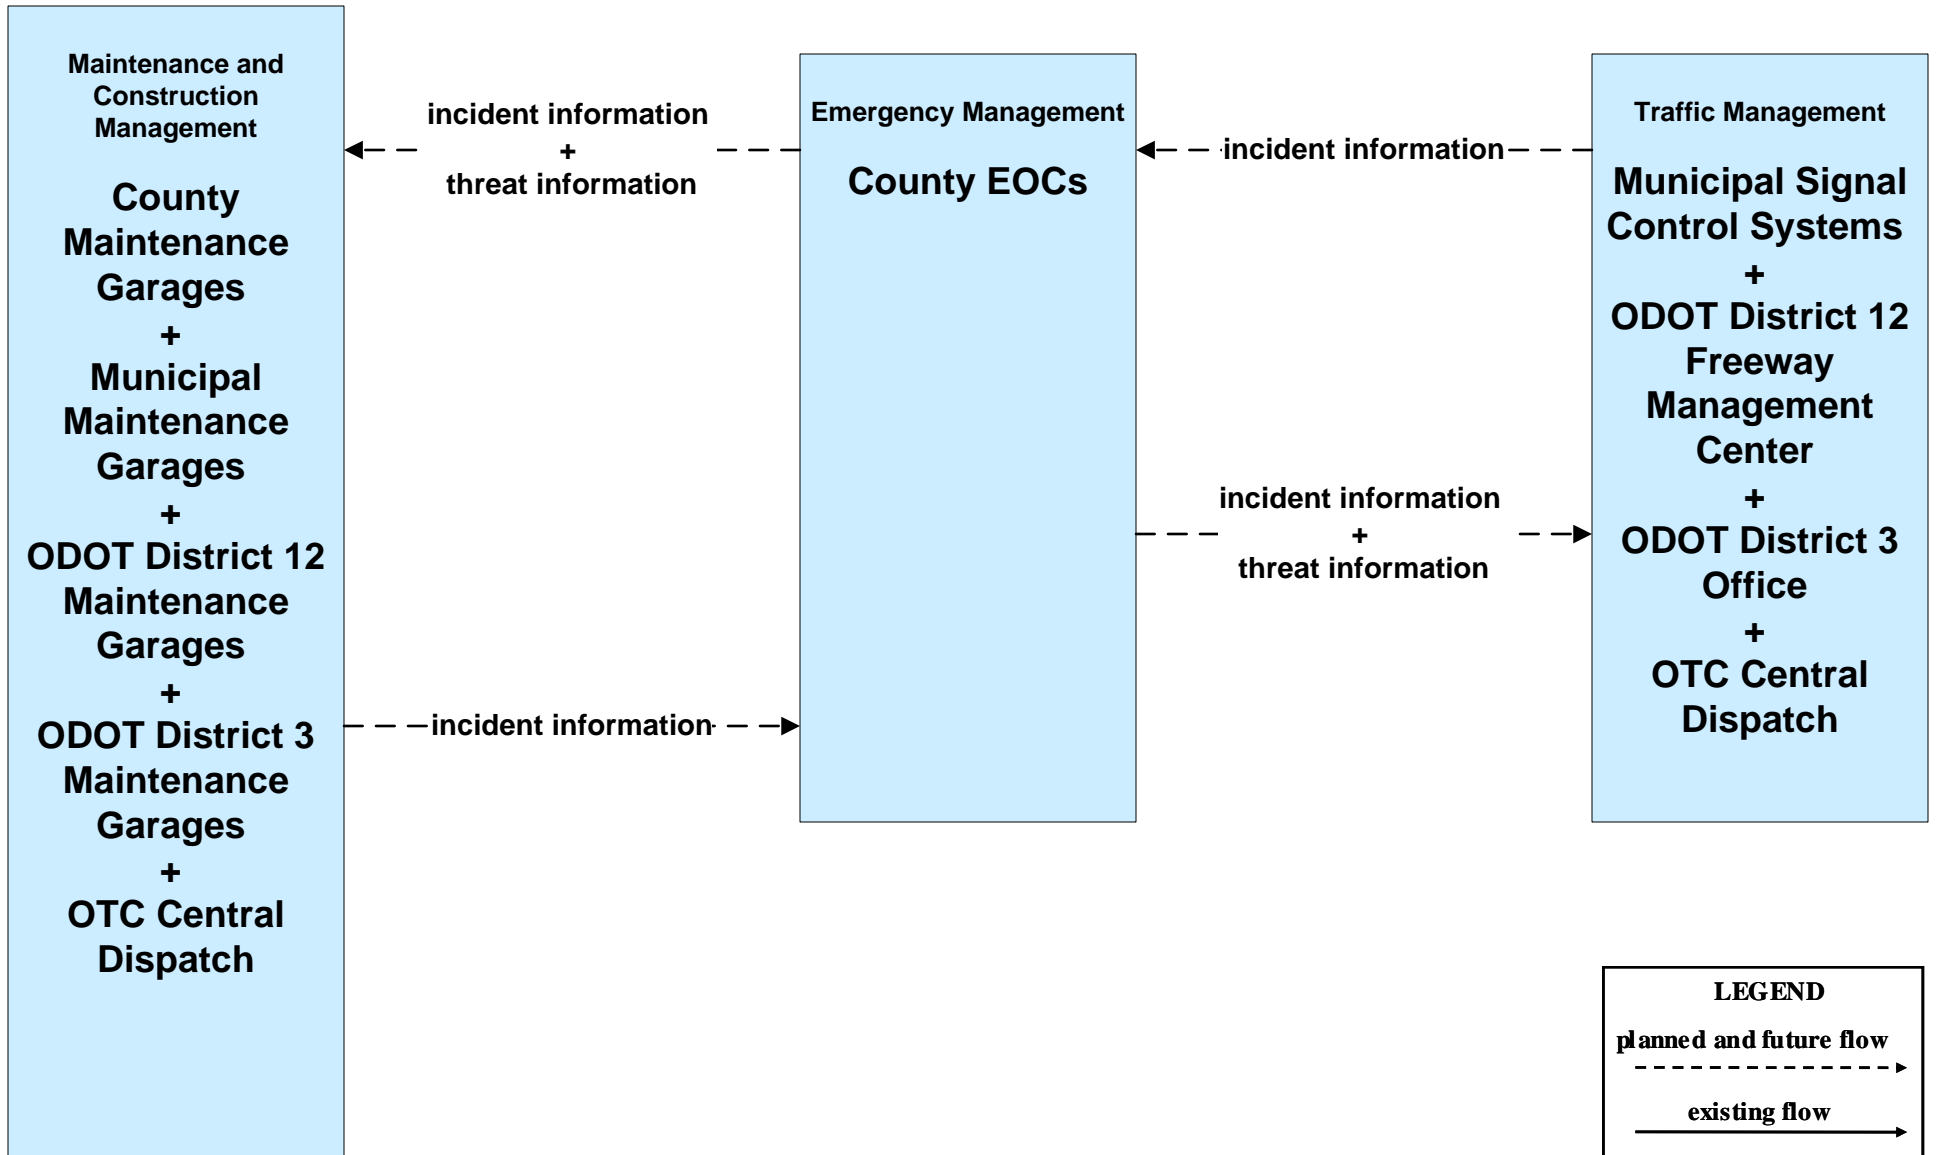 Maintenance and
Construction
Management
County
Maintenance
Garages
+
Municipal
Maintenance
Garages
+
ODOT District 12
Maintenance
Garages
+
ODOT District 3
Maintenance
Garages
+
OTC Central
Dispatch
incident information
+
threat information
incident information
Emergency Management
County EOCs
incident information
incident information
+
threat information
Traffic Management
Municipal Signal
Control Systems
+
ODOT District 12
Freeway
Management
Center
+
ODOT District 3
Office
+
OTC Central
Dispatch
LEGEND
planned and future flow
existing flow